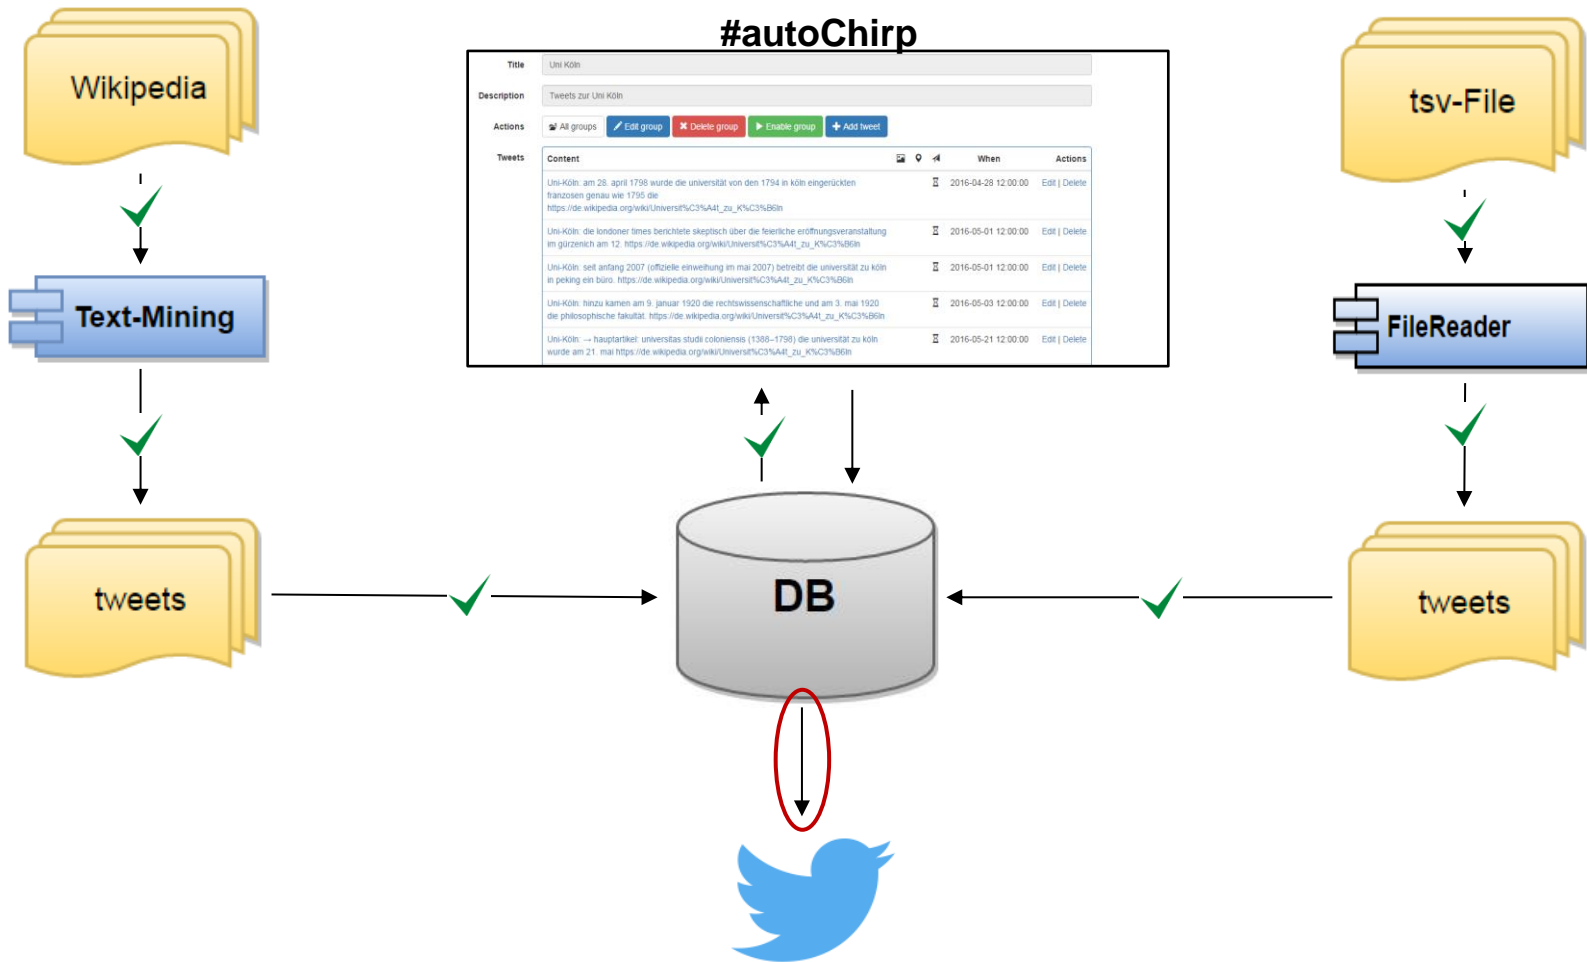 #autoChirp
Wikipedia
tsv-File
Title
Uni Köln
Description
Tweets zur Uni Köln
Actions
All groups
Edit group
Delete group
Enable group
Add tweet
Tweets
Content
When
Actions
Uni-Köln: am 28. april 1798 wurde die universität von den 1794 in köln eingerückten
franzosen genau wie 1795 die
https://de.wikipedia.org/wiki/Universit%C3%A4t_zu_K%C3%B6ln
2016-04-28 12:00:00
Edit | Delete
Uni-Köln: die londoner times berichtete skeptisch über die feierliche eröffnungsveranstaltung
im gürzenich am 12. https://de.wikipedia.org/wiki/Universit%C3%A4t_zu_K%C3%B6ln
2016-05-01 12:00:00
Edit | Delete
Uni-Köln: seit anfang 2007 (offizielle einweihung im mai 2007) betreibt die universität zu köln
in peking ein büro. https://de.wikipedia.org/wiki/Universit%C3%A4t_zu_K%C3%B6ln
2016-05-01 12:00:00
Edit | Delete
Uni-Köln: hinzu kamen am 9. januar 1920 die rechtswissenschaftliche und am 3. mai 1920
die philosophische fakultät. https://de.wikipedia.org/wiki/Universit%C3%A4t_zu_K%C3%B6ln
2016-05-03 12:00:00
Edit | Delete
Uni-Köln: → hauptartikel: universitas studii coloniensis (1388–1798) die universität zu köln
wurde am 21. mai https://de.wikipedia.org/wiki/Universit%C3%A4t_zu_K%C3%B6ln
2016-05-21 12:00:00
Edit | Delete
Text-Mining
FileReader
tweets
DB
tweets